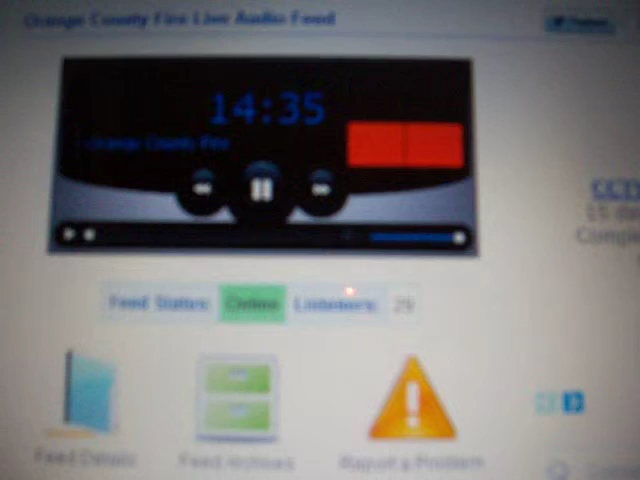 Orange County Fire Live Audio Feed
14:35
Orange County Fire
Feed Status: Online Listeners: 29
Feed Details Feed Archives Report a Problem